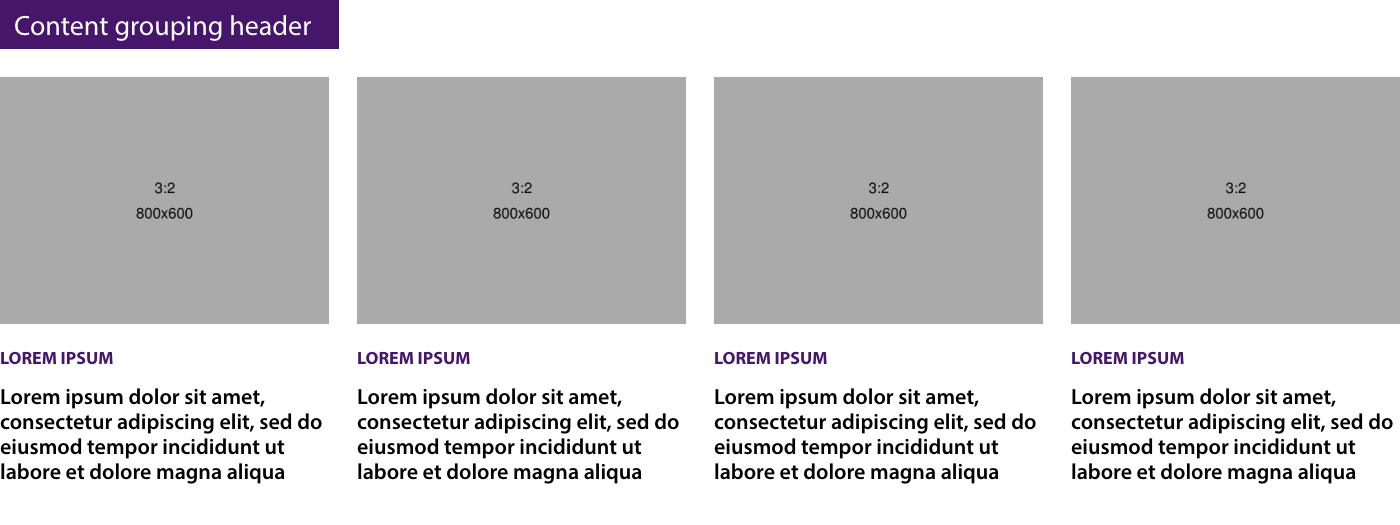 Content grouping header
3:2
800x600
3:2
800x600
3:2
800x600
3:2
800x600
LOREM IPSUM
Lorem ipsum dolor sit amet,
consectetur adipiscing elit, sed do
eiusmod tempor incididunt ut
labore et dolore magna aliqua
LOREM IPSUM
Lorem ipsum dolor sit amet,
consectetur adipiscing elit, sed do
eiusmod tempor incididunt ut
labore et dolore magna aliqua
LOREM IPSUM
Lorem ipsum dolor sit amet,
consectetur adipiscing elit, sed do
eiusmod tempor incididunt ut
labore et dolore magna aliqua
LOREM IPSUM
Lorem ipsum dolor sit amet,
consectetur adipiscing elit, sed do
eiusmod tempor incididunt ut
labore et dolore magna aliqua